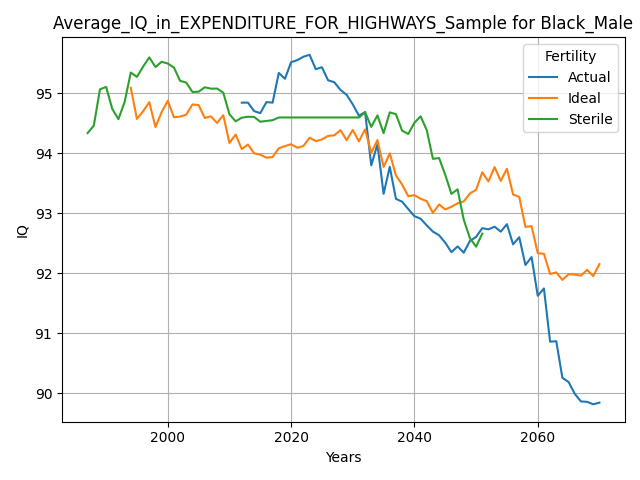 Average_IQ_in_EXPENDITURE_FOR_HIGHWAYS_Sample for Black_Male
Fertility
Actual
Ideal
Sterile
IQ
95
94
93
92
91
90
2000 2020 2040 2060
Years